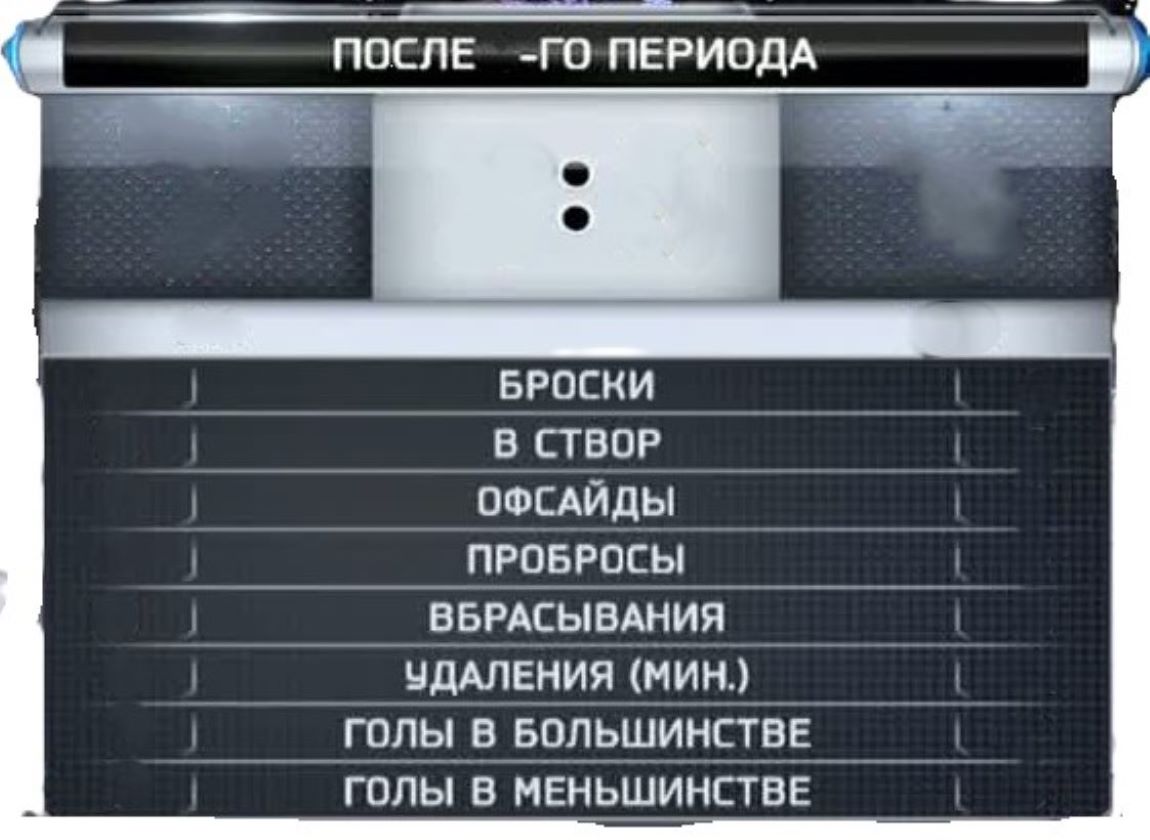 ПОСЛЕ -ГО ПЕРИОДА
:
БРОСКИ
В СТВОР
ОФСАЙДЫ
ПРОБРОСЫ
ВБРАСЫВАНИЯ
УДАЛЕНИЯ (МИН.)
ГОЛЫ В БОЛЬШИНСТВЕ
ГОЛЫ В МЕНЬШИНСТВЕ